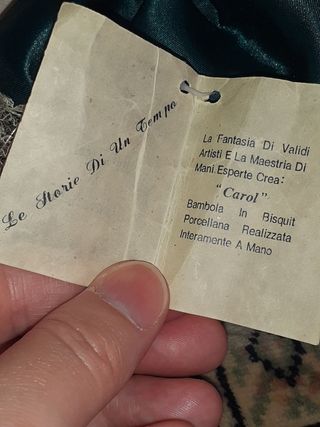 Le Storie Di Un Tempo
La Fantasia Di Validi
Artisti E La Maestria Di
Mani Esperte Crea:
"Carol"
Bambola In Bisquit
Porcellana Realizzata
Interamente A Mano